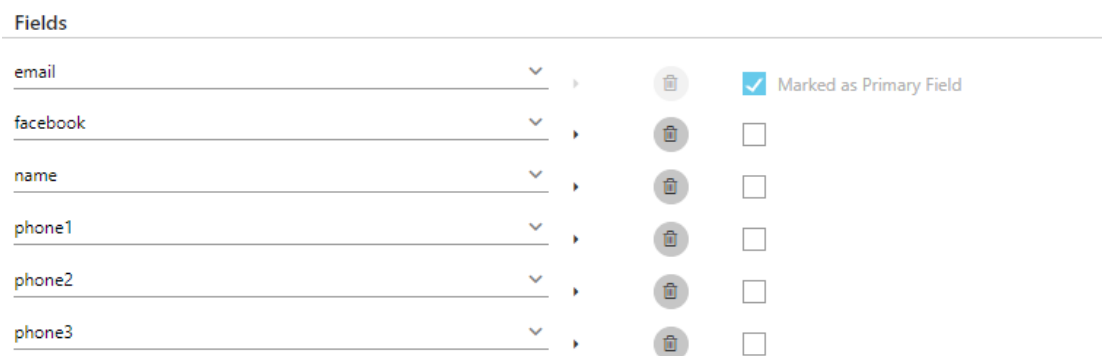 Fields
email
Marked as Primary Field
facebook
name
phone1
phone2
phone3